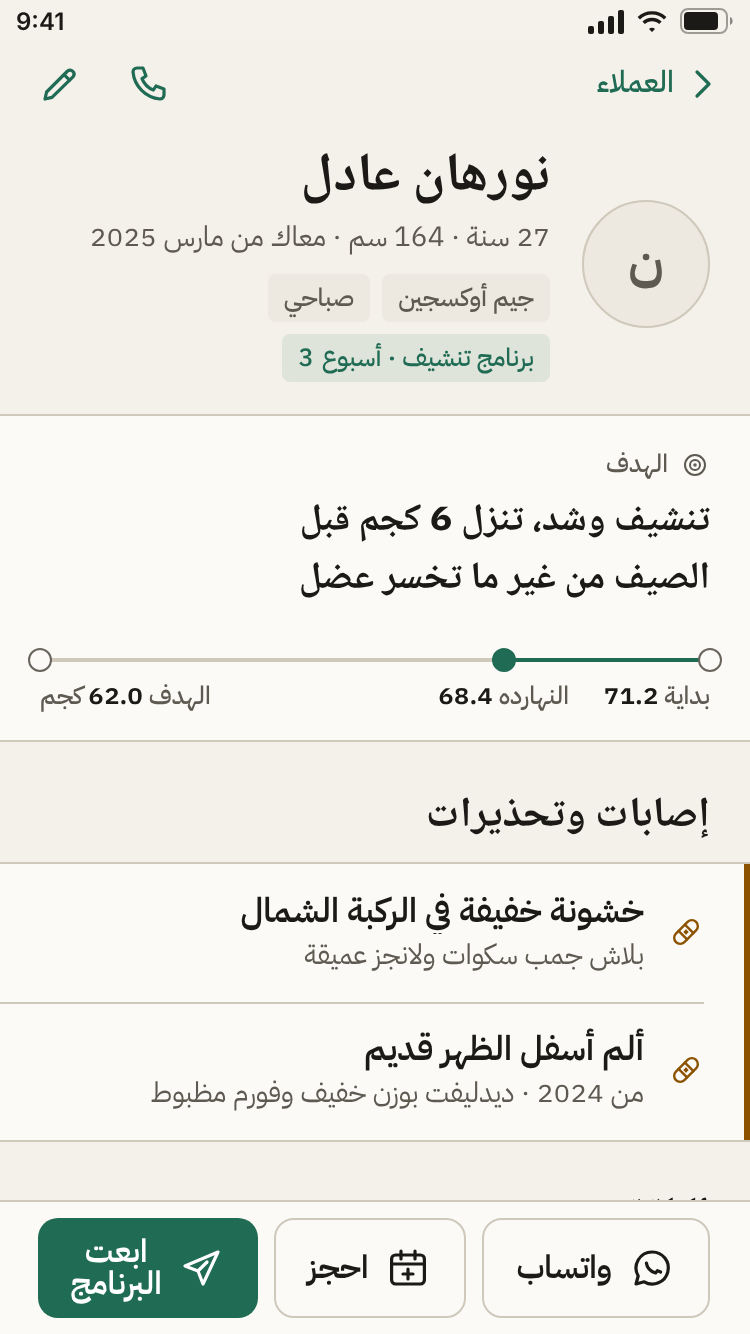 9:41
العملاء
نورهان عادل
27 سنة · 164 سم · معاك من مارس 2025
ن
جيم أوكسجين
صباحي
برنامج تنشيف · أسبوع 3
الهدف
تنشيف وشد، تنزل 6 كجم قبل
الصيف من غير ما تخسر عضل
بداية 71.2
النهارده 68.4
الهدف 62.0 كجم
إصابات وتحذيرات
خشونة خفيفة في الركبة الشمال
بلاش جمب سكوات ولانجز عميقة
ألم أسفل الظهر قديم
من 2024 · ديدليفت بوزن خفيف وفورم مظبوط
واتساب
احجز
ابعت
البرنامج